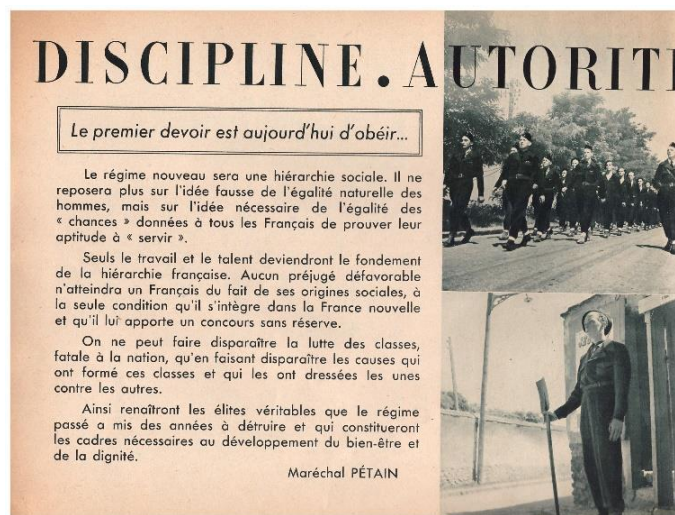 DISCIPLINE.AUTORITÉ
Le premier devoir est aujourd'hui d'obéir...
Le régime nouveau sera une hiérarchie sociale. Il ne
reposera plus sur l'idée fausse de l'égalité naturelle des
hommes, mais sur l'idée nécessaire de l'égalité des
« chances » données à tous les Français de prouver leur
aptitude à « servir ».
Seuls le travail et le talent deviendront le fondement
de la hiérarchie française. Aucun préjugé défavorable
n'atteindra un Français du fait de ses origines sociales, à
la seule condition qu'il s'intègre dans la France nouvelle
et qu'il lui apporte un concours sans réserve.
On ne peut faire disparaître la lutte des classes,
fatale à la nation, qu'en faisant disparaître les causes qui
ont formé ces classes et qui les ont dressées les unes
contre les autres.
Ainsi renaîtront les élites véritables que le régime
passé a mis des années à détruire et qui constitueront
les cadres nécessaires au développement du bien-être et
de la dignité.
Maréchal PÉTAIN